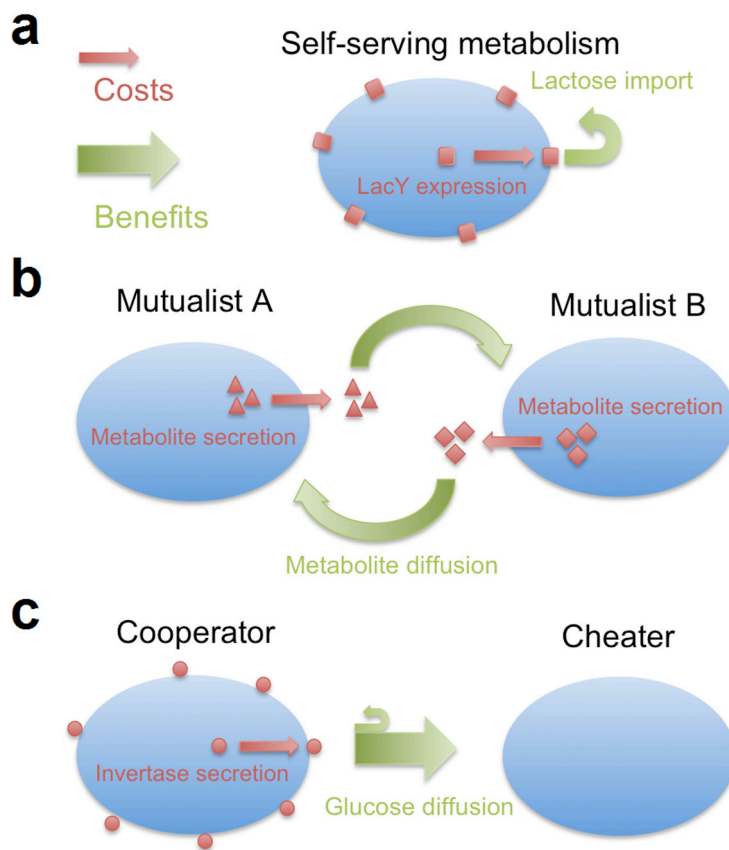 a
Costs
Benefits
Self-serving metabolism
Lactose import
LacY expression
b
Mutualist A
Mutualist B
Metabolite secretion
Metabolite secretion
Metabolite diffusion
c
Cooperator
Cheater
Invertase secretion
Glucose diffusion